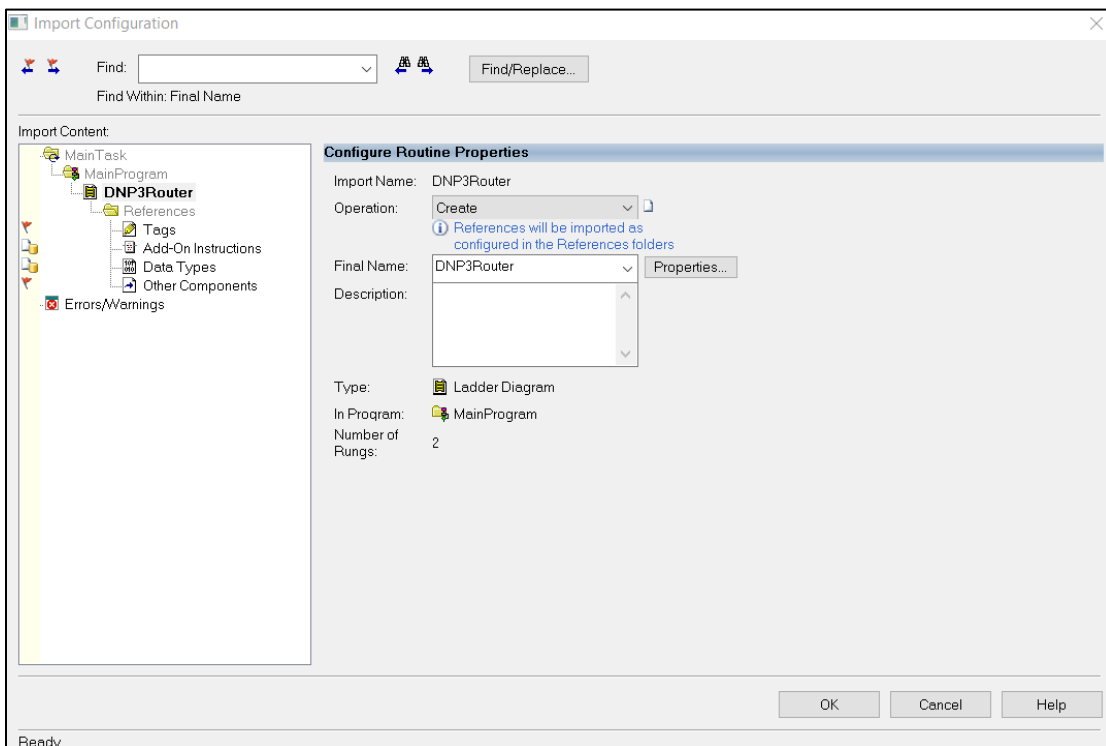 Import Configuration
Find:
Find/Replace...
Find Within: Final Name
Import Content:
MainTask
MainProgram
DNP3Router
References
Tags
Add-On Instructions
Data Types
Other Components
Errors/Warnings
Configure Routine Properties
Import Name: DNP3Router
Operation: Create
References will be imported as
configured in the References folders
Final Name: DNP3Router Properties...
Description:
Type: Ladder Diagram
In Program: MainProgram
Number of
Rungs: 2
OK Cancel Help
Ready